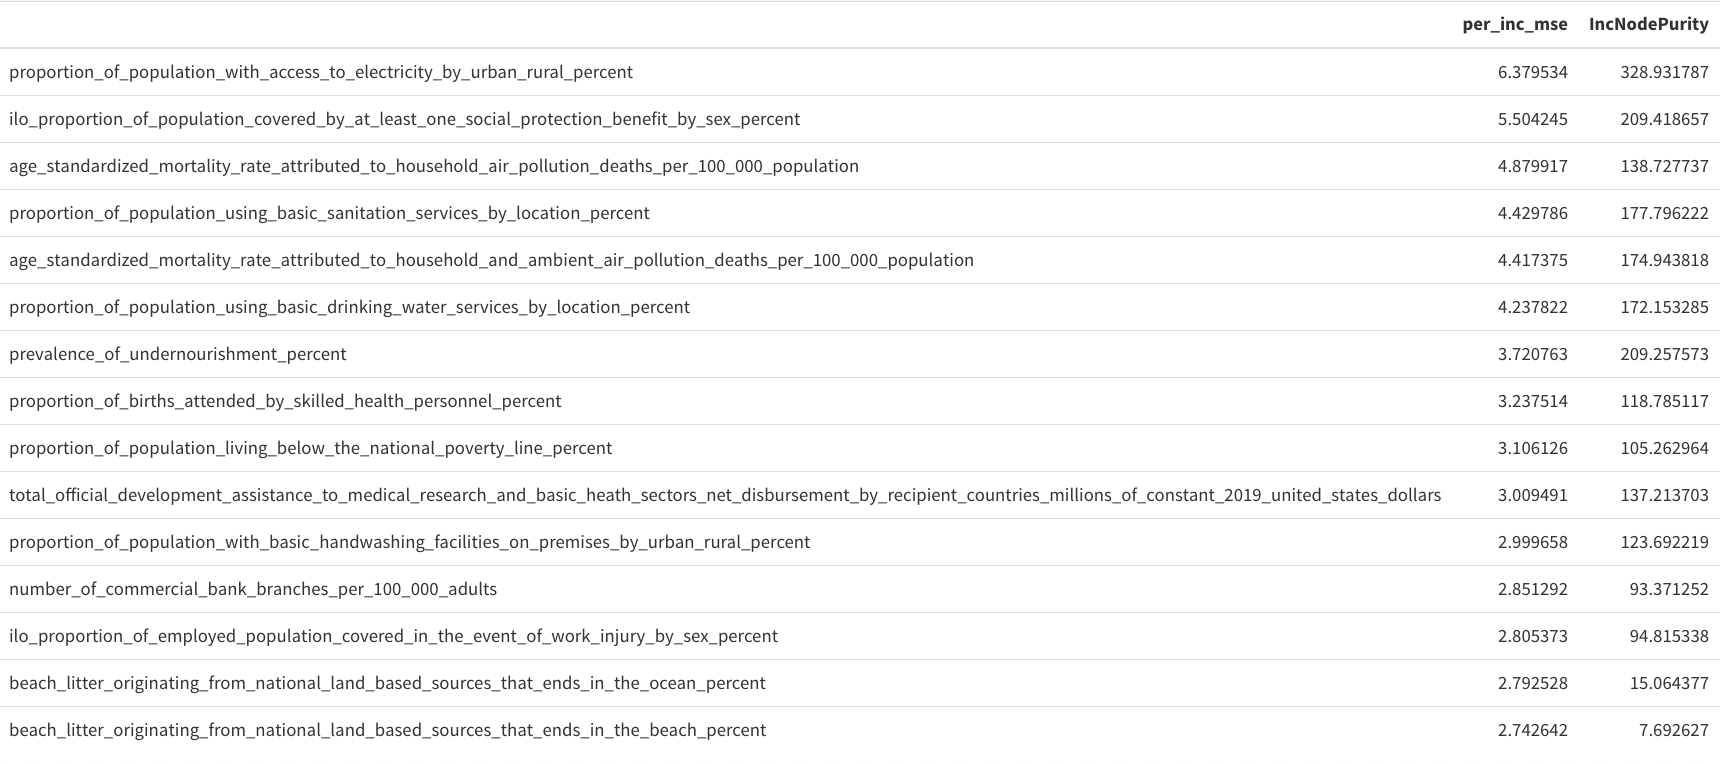 per_inc_mse IncNodePurity
proportion_of_population_with_access_to_electricity_by_urban_rural_percent 6.379534 328.931787
ilo_proportion_of_population_covered_by_at_least_one_social_protection_benefit_by_sex_percent 5.504245 209.418657
age_standardized_mortality_rate_attributed_to_household_air_pollution_deaths_per_100_000_population 4.879917 138.727737
proportion_of_population_using_basic_sanitation_services_by_location_percent 4.429786 177.796222
age_standardized_mortality_rate_attributed_to_household_and_ambient_air_pollution_deaths_per_100_000_population 4.417375 174.943818
proportion_of_population_using_basic_drinking_water_services_by_location_percent 4.237822 172.153285
prevalence_of_undernourishment_percent 3.720763 209.257573
proportion_of_births_attended_by_skilled_health_personnel_percent 3.237514 118.785117
proportion_of_population_living_below_the_national_poverty_line_percent 3.106126 105.262964
total_official_development_assistance_to_medical_research_and_basic_heath_sectors_net_disbursement_by_recipient_countries_millions_of_constant_2019_united_states_dollars 3.009491 137.213703
proportion_of_population_with_basic_handwashing_facilities_on_premises_by_urban_rural_percent 2.999658 123.692219
number_of_commercial_bank_branches_per_100_000_adults 2.851292 93.371252
ilo_proportion_of_employed_population_covered_in_the_event_of_work_injury_by_sex_percent 2.805373 94.815338
beach_litter_originating_from_national_land_based_sources_that_ends_in_the_ocean_percent 2.792528 15.064377
beach_litter_originating_from_national_land_based_sources_that_ends_in_the_beach_percent 2.742642 7.692627